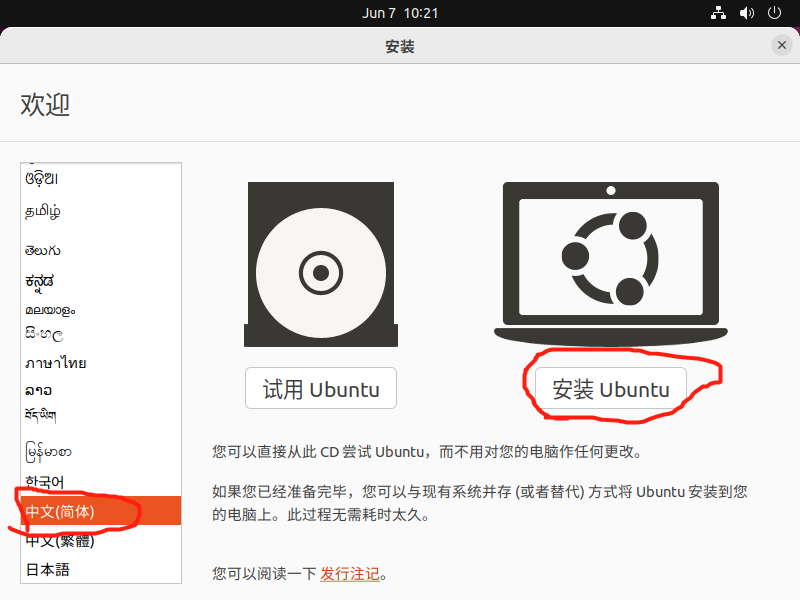 Jun 7 10:21
安装
欢迎
ଓଡ଼ିଆ
தமிழ்
తెలుగు
ಕನ್ನಡ
മലയാളം
සිංහල
ภาษาไทย
ລາວ
བོད་ཡིག
မြန်မာစာ
한국어
中文(简体)
中文(繁體)
日本語
试用 Ubuntu
安装 Ubuntu
您可以直接从此 CD 尝试 Ubuntu，而不用对您的电脑作任何更改。
如果您已经准备完毕，您可以与现有系统并存 (或者替代) 方式将 Ubuntu 安装到您
的电脑上。此过程无需耗时太久。
您可以阅读一下 发行注记。